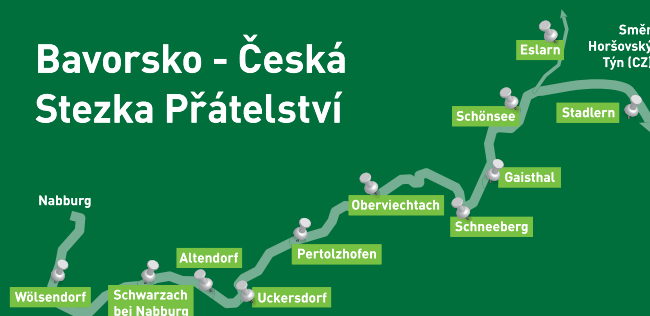 Bavorsko - Česká
Stezka Přátelství
Eslarn
Směr
Horšovský
Týn (CZ)
Schönsee
Stadlern
Gaisthal
Nabburg
Oberviechtach
Schneeberg
Pertolzhofen
Altendorf
Wölsendorf
Schwarzach
bei Nabburg
Uckersdorf